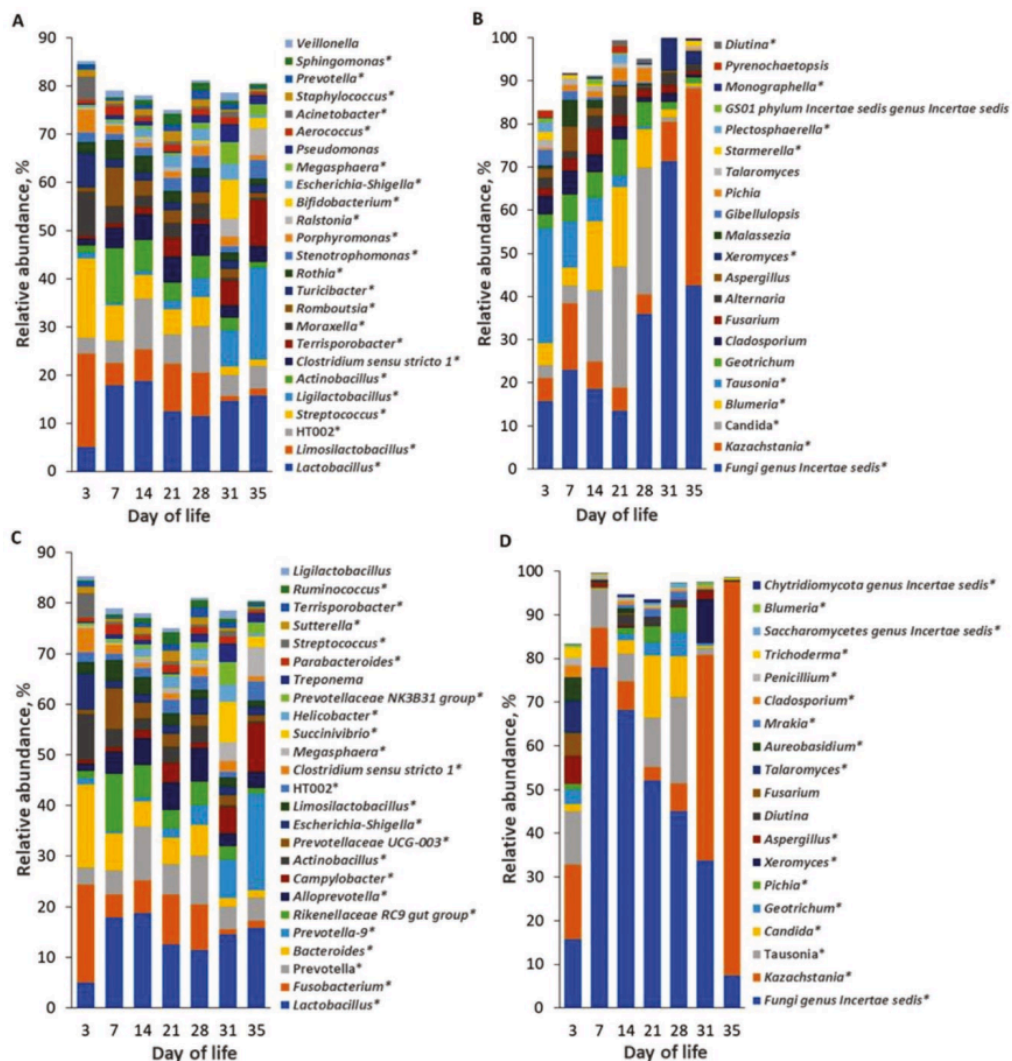 A
Relative abundance, %
90
80
70
60
50
40
30
20
10
0
3 7 14 21 28 31 35
Day of life
Veillonella
Sphingomonas*
Prevotella*
Staphylococcus*
Acinetobacter*
Aerococcus*
Pseudomonas
Megasphaera*
Escherichia-Shigella*
Bifidobacterium*
Ralstonia*
Porphyromonas*
Stenotrophomonas*
Rothia*
Turicibacter*
Romboutsia*
Moraxella*
Terrisporobacter*
Clostridium sensu stricto 1*
Actinobacillus*
Ligilactobacillus*
Streptococcus*
HT002*
Limosilactobacillus*
Lactobacillus*
B
Relative abundance, %
100
90
80
70
60
50
40
30
20
10
0
3 7 14 21 28 31 35
Day of life
Diutina*
Pyrenochaetopsis
Monographella*
GS01 phylum Incertae sedis genus Incertae sedis
Plectosphaerella*
Starmerella*
Talaromyces
Pichia
Gibellulopsis
Malassezia
Xeromyces*
Aspergillus
Alternaria
Fusarium
Cladosporium
Geotrichum
Tausonia*
Blumeria*
Candida*
Kazachstania*
Fungi genus Incertae sedis*
C
Relative abundance, %
90
80
70
60
50
40
30
20
10
0
3 7 14 21 28 31 35
Day of life
Ligilactobacillus
Ruminococcus*
Terrisporobacter*
Sutterella*
Streptococcus*
Parabacteroides*
Treponema
Prevotellaceae NK3B31 group*
Helicobacter*
Succinivibrio*
Megasphaera*
Clostridium sensu stricto 1*
HT002*
Limosilactobacillus*
Escherichia-Shigella*
Prevotellaceae UCG-003*
Actinobacillus*
Campylobacter*
Alloprevotella*
Rikenellaceae RC9 gut group*
Prevotella-9*
Bacteroides*
Prevotella*
Fusobacterium*
Lactobacillus*
D
Relative abundance, %
100
90
80
70
60
50
40
30
20
10
0
3 7 14 21 28 31 35
Day of life
Chytridiomycota genus Incertae sedis*
Blumeria*
Saccharomycetes genus Incertae sedis*
Trichoderma*
Penicillium*
Cladosporium*
Mrakia*
Aureobasidium*
Talaromyces*
Fusarium
Diutina
Aspergillus*
Xeromyces*
Pichia*
Geotrichum*
Candida*
Tausonia*
Kazachstania*
Fungi genus Incertae sedis*